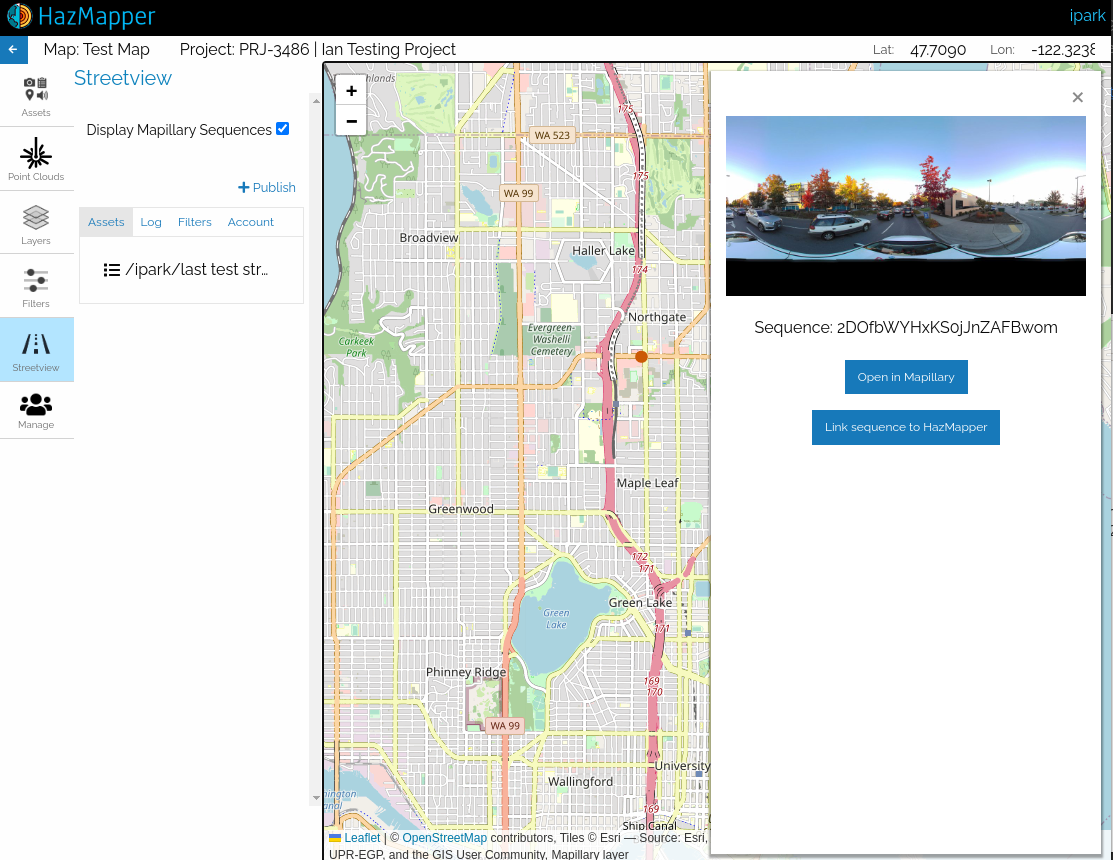 HazMapper
ipark
Map: Test Map
Project: PRJ-3486 | Ian Testing Project
Lat: 47.7090
Lon: -122.3238
Assets
Point Clouds
Layers
Filters
Streetview
Manage
Streetview
Display Mapillary Sequences
Publish
Assets
Log
Filters
Account
/ipark/last test str...
+
−
hlands
175
WA 523
175
WA 99
Broadview
Haller Lake
174
Northgate
Evergreen-
Washelli
Cemetery
Carkeek
Park
Maple Leaf
Greenwood
172
171
Green Lake
Green
Lake
171
Phinney Ridge
169
170
WA 99
University
Wallingford
169
Ship Canal
Leaflet | © OpenStreetMap contributors, Tiles © Esri — Source: Esri,
UPR-EGP, and the GIS User Community, Mapillary layer
×
Sequence: 2DOfbWYHxKS0jJnZAFBwom
Open in Mapillary
Link sequence to HazMapper